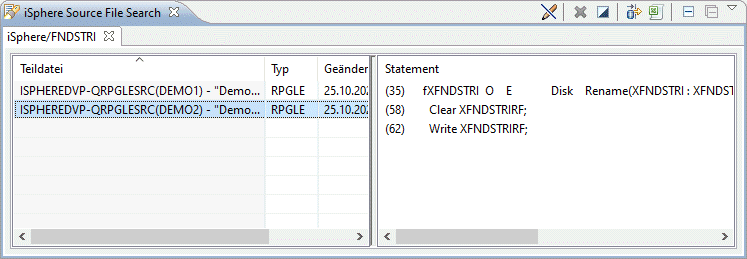 iSphere Source File Search
iSphere/FNDSTRI
Teildatei Typ Geänder
ISPHEREDVP-QRPGLESRC(DEMO1) - "Demo... RPGLE 25.10.202
ISPHEREDVP-QRPGLESRC(DEMO2) - "Demo... RPGLE 25.10.202
Statement
(35) fXFNDSTRI O E Disk Rename(XFNDSTRI : XFNDST
(58) Clear XFNDSTRIRF;
(62) Write XFNDSTRIRF;